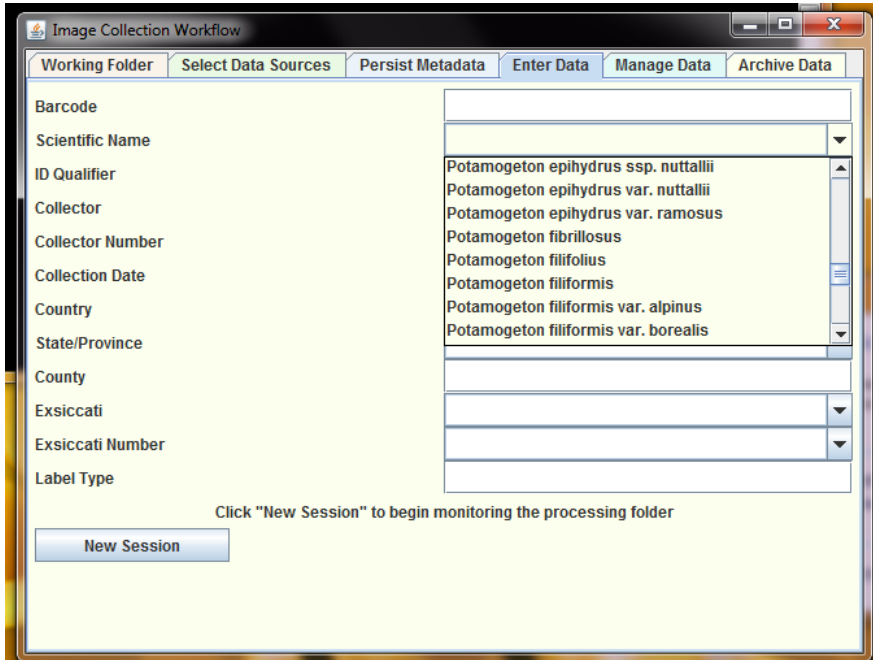 Image Collection Workflow
Working Folder Select Data Sources Persist Metadata Enter Data Manage Data Archive Data
Barcode
Scientific Name
ID Qualifier
Collector
Collector Number
Collection Date
Country
State/Province
County
Exsiccati
Exsiccati Number
Label Type
Potamogeton epihydrus ssp. nuttallii
Potamogeton epihydrus var. nuttallii
Potamogeton epihydrus var. ramosus
Potamogeton fibrillosus
Potamogeton filifolius
Potamogeton filiformis
Potamogeton filiformis var. alpinus
Potamogeton filiformis var. borealis
Click "New Session" to begin monitoring the processing folder
New Session